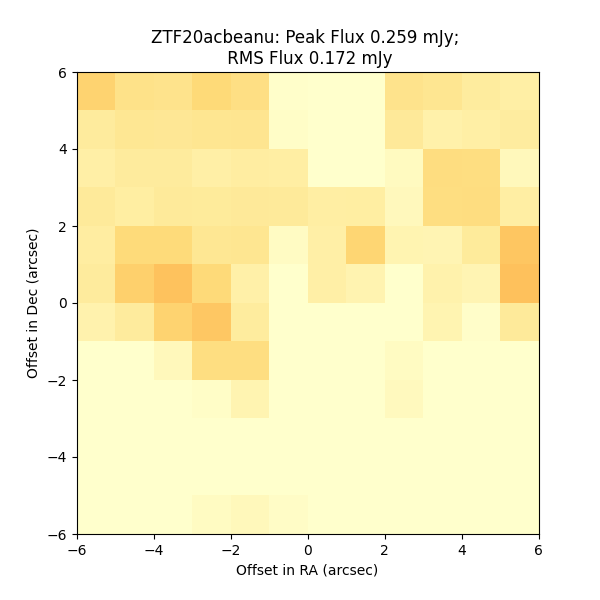 ZTF20acbeanu: Peak Flux 0.259 mJy;
RMS Flux 0.172 mJy
6
4
2
0
−2
−4
−6
Offset in Dec (arcsec)
−6 −4 −2 0 2 4 6
Offset in RA (arcsec)